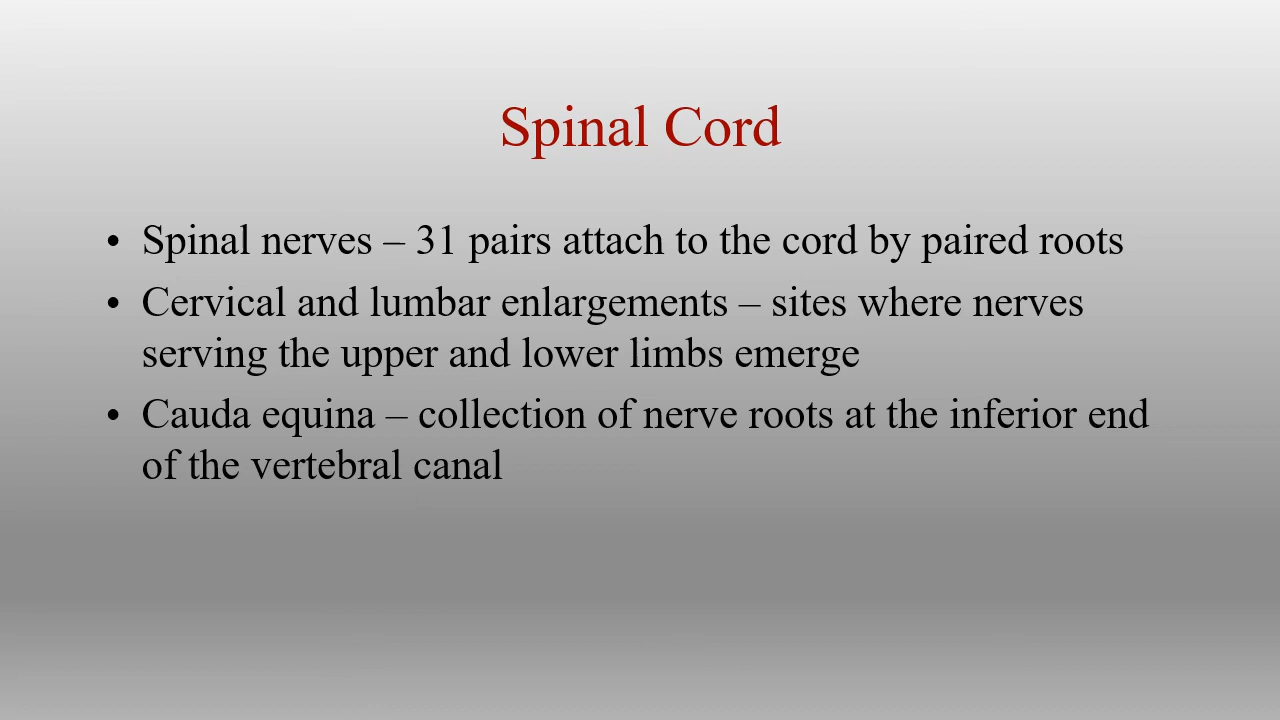 Spinal Cord
• Spinal nerves – 31 pairs attach to the cord by paired roots
• Cervical and lumbar enlargements – sites where nerves
serving the upper and lower limbs emerge
• Cauda equina – collection of nerve roots at the inferior end
of the vertebral canal